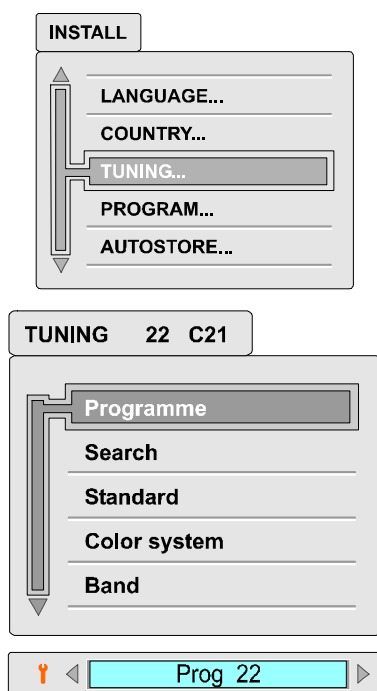 INSTALL
LANGUAGE...
COUNTRY...
TUNING...
PROGRAM...
AUTOSTORE...
TUNING 22 C21
Programme
Search
Standard
Color system
Band
Prog 22